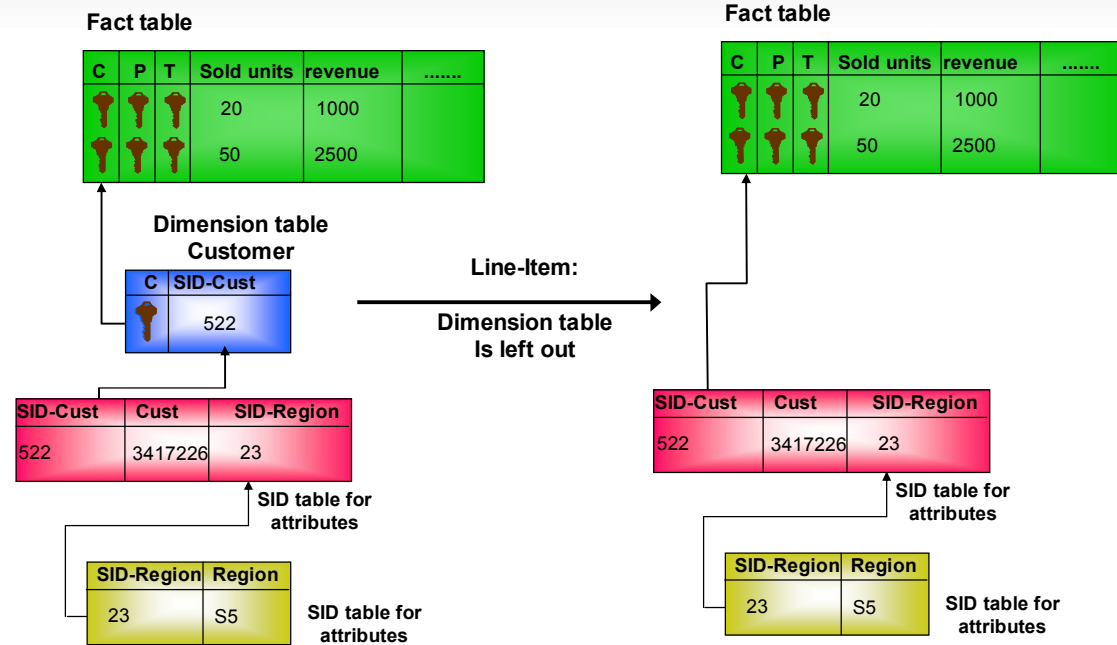 Fact table
C P T Sold units revenue .......
20 1000
50 2500
Dimension table
Customer
C SID-Cust
522
SID-Cust Cust SID-Region
522 3417226 23
SID table for
attributes
SID-Region Region
23 S5
SID table for
attributes
Line-Item:
Dimension table
Is left out
Fact table
C P T Sold units revenue .......
20 1000
50 2500
SID-Cust Cust SID-Region
522 3417226 23
SID table for
attributes
SID-Region Region
23 S5
SID table for
attributes